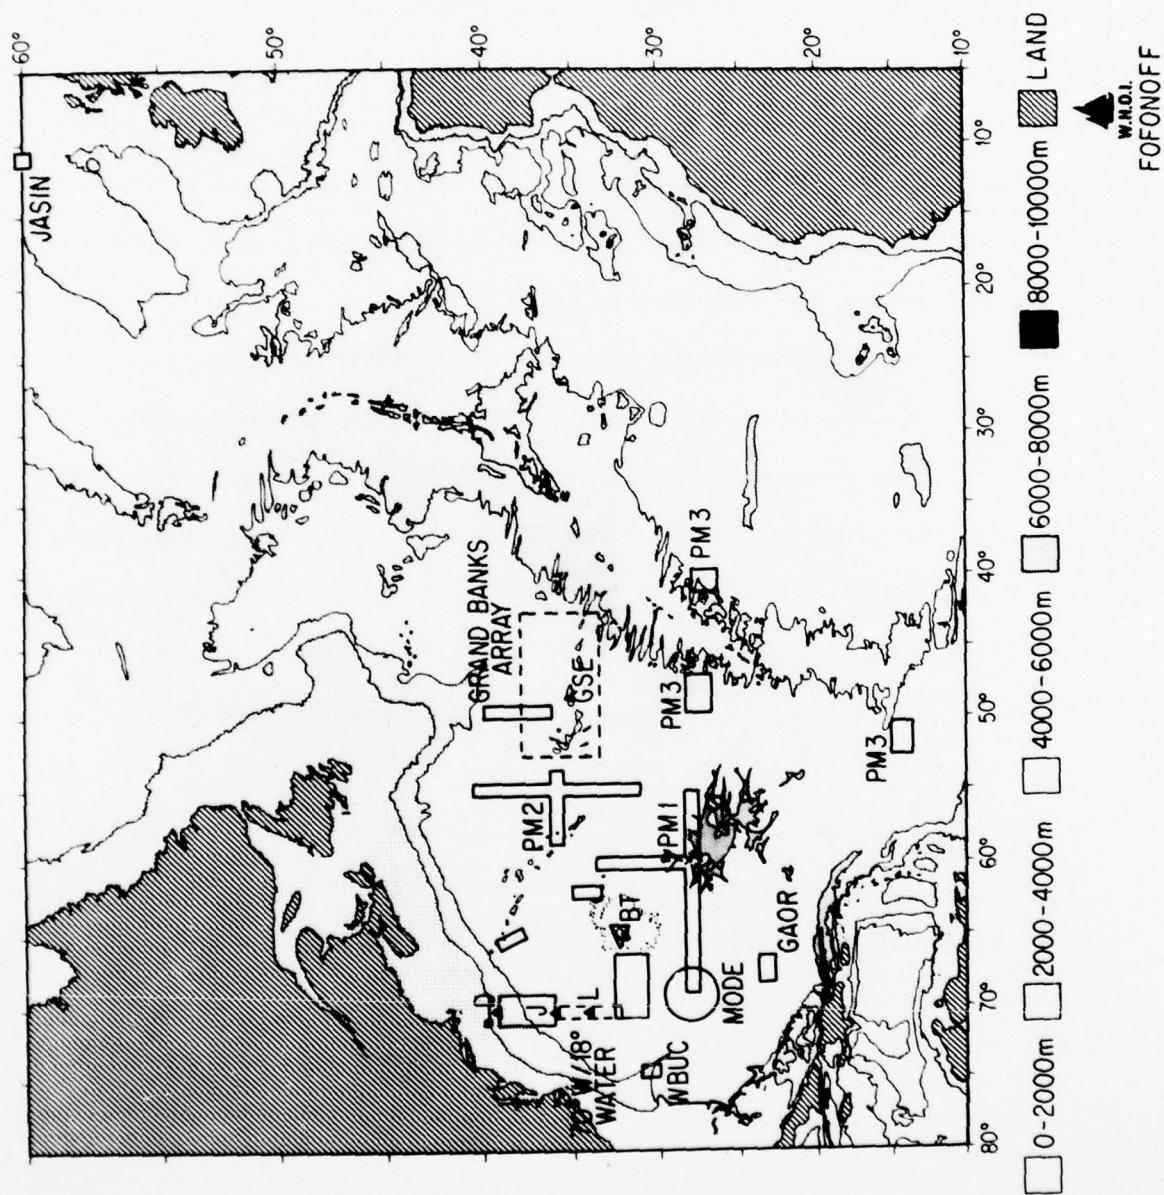 60°
50°
40°
30°
20°
10°
JASIN
10°
20°
30°
40°
50°
60°
70°
80°
GRAND BANKS
ARRAY
GSE
PM3
PM3
PM3
PM2
PM1
BT
GAOR
MODE
D
J
L
W/18°
WATER
WBUC
0-2000m
2000-4000m
4000-6000m
6000-8000m
8000-10000m
LAND
W.H.O.I.
FOFONOFF